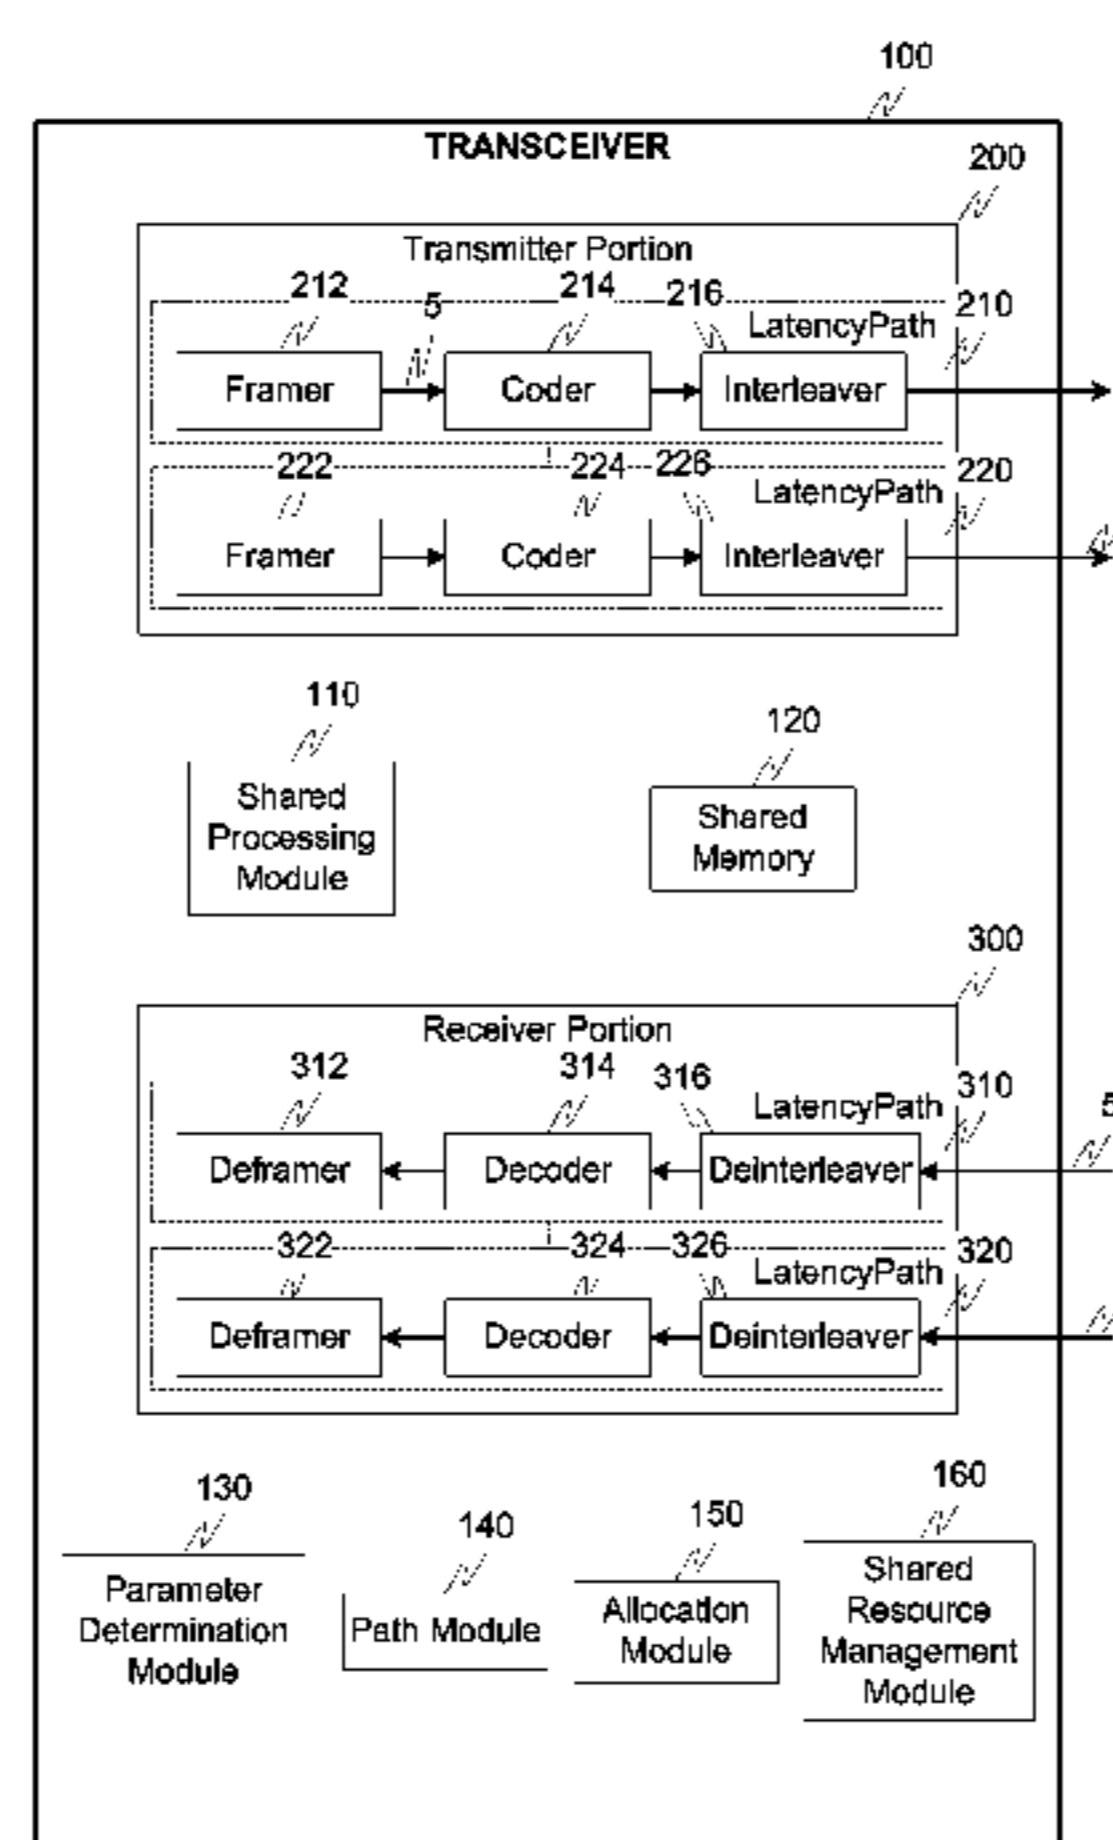 100
TRANSCEIVER
200
Transmitter Portion
212
5
214
216
210
LatencyPath
Framer
Coder
Interleaver
222
224
226
220
LatencyPath
Framer
Coder
Interleaver
110
120
Shared
Processing
Module
Shared
Memory
300
Receiver Portion
312
314
316
310
5
LatencyPath
Deframer
Decoder
Deinterleaver
322
324
326
320
LatencyPath
Deframer
Decoder
Deinterleaver
130
140
150
160
Parameter
Determination
Module
Path Module
Allocation
Module
Shared
Resource
Management
Module